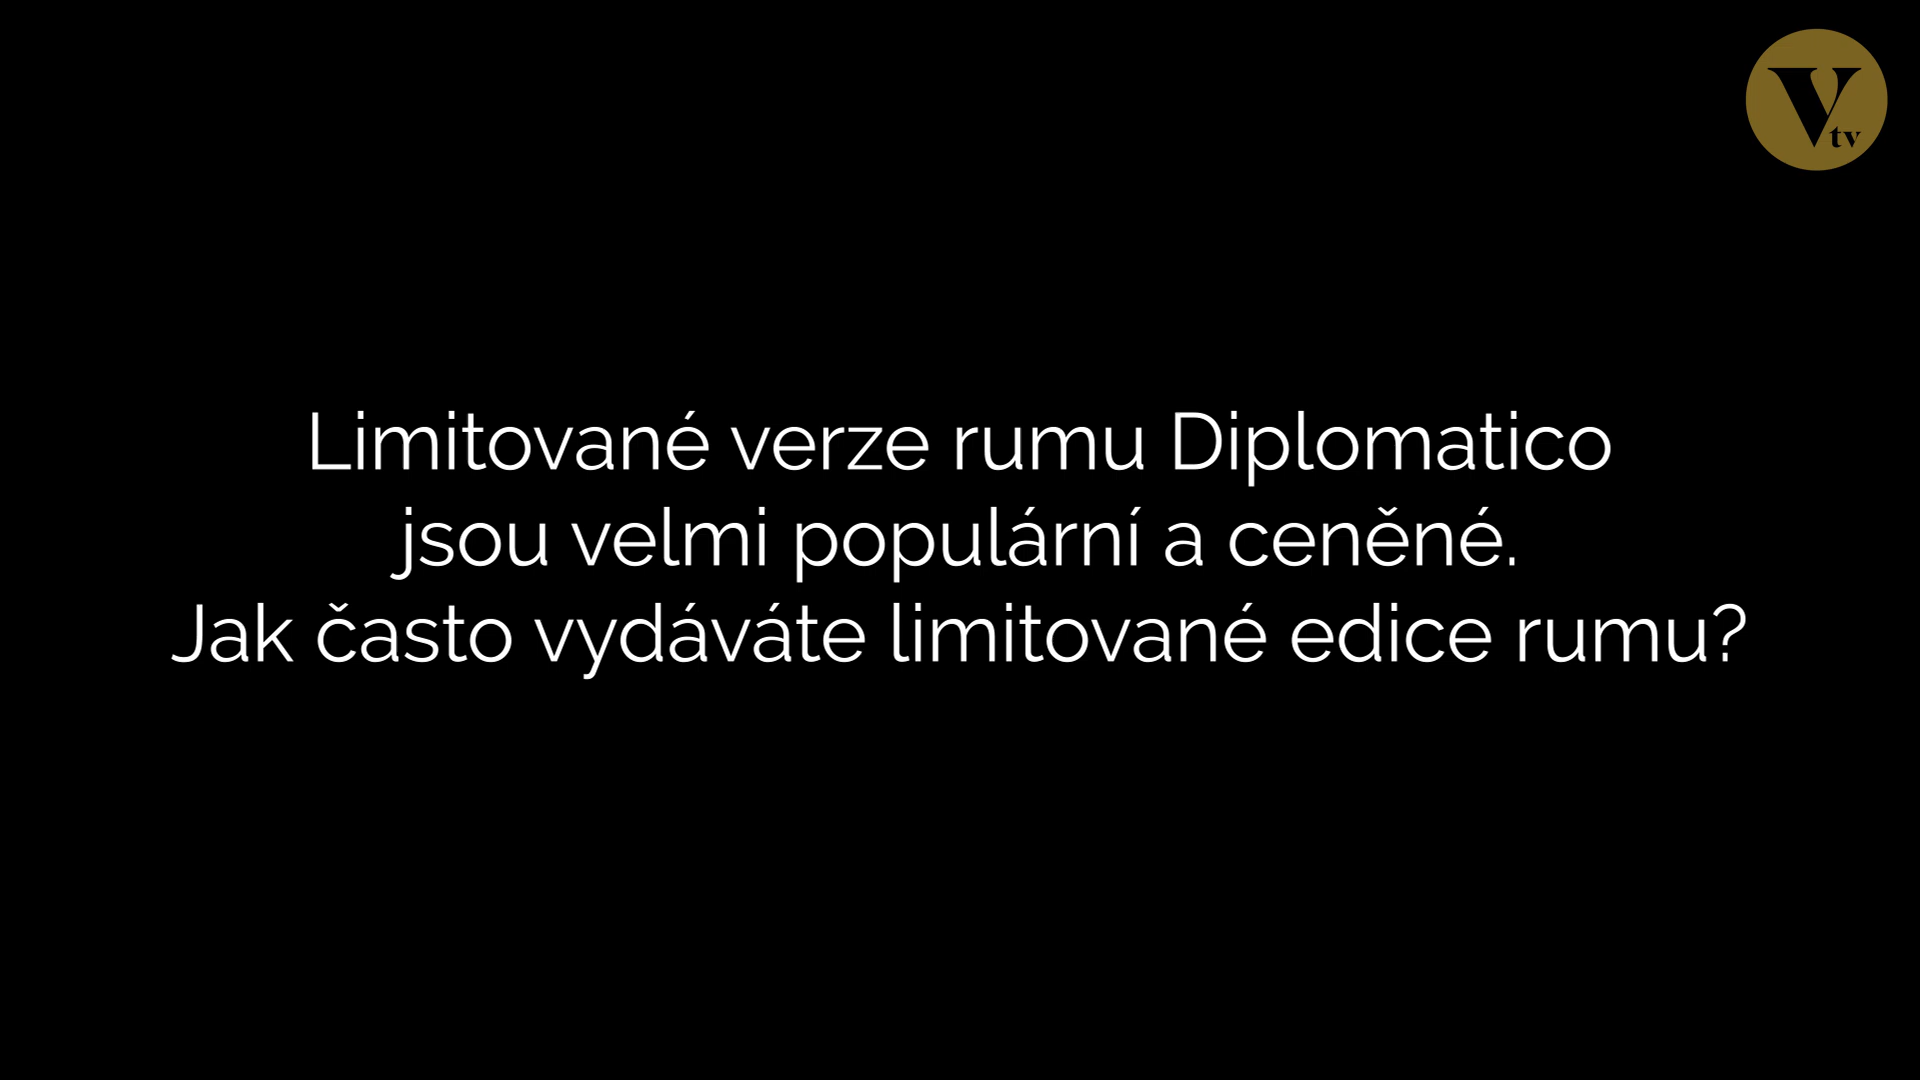 Vtv
Limitované verze rumu Diplomatico
jsou velmi populární a ceněné.
Jak často vydáváte limitované edice rumu?